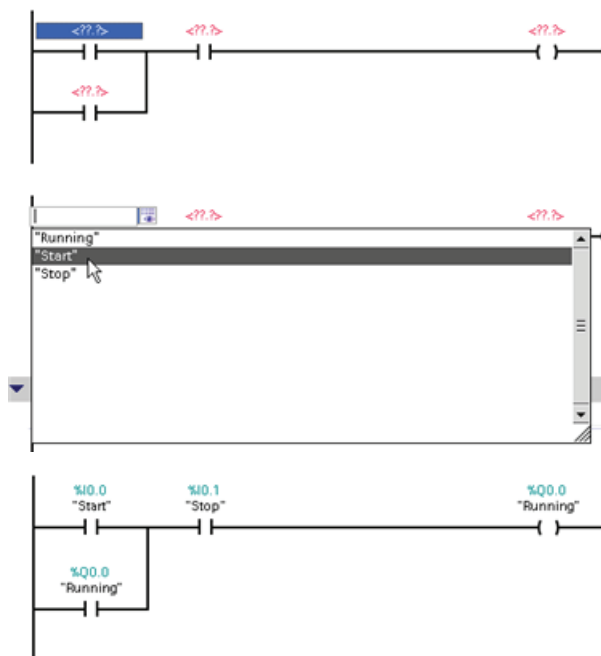 <??.?> <??.?> <??.?>
<??.?>
<??.?> <??.?>
"Running"
"Start"
"Stop"
%I0.0 %I0.1 %Q0.0
"Start" "Stop" "Running"
%Q0.0
"Running"